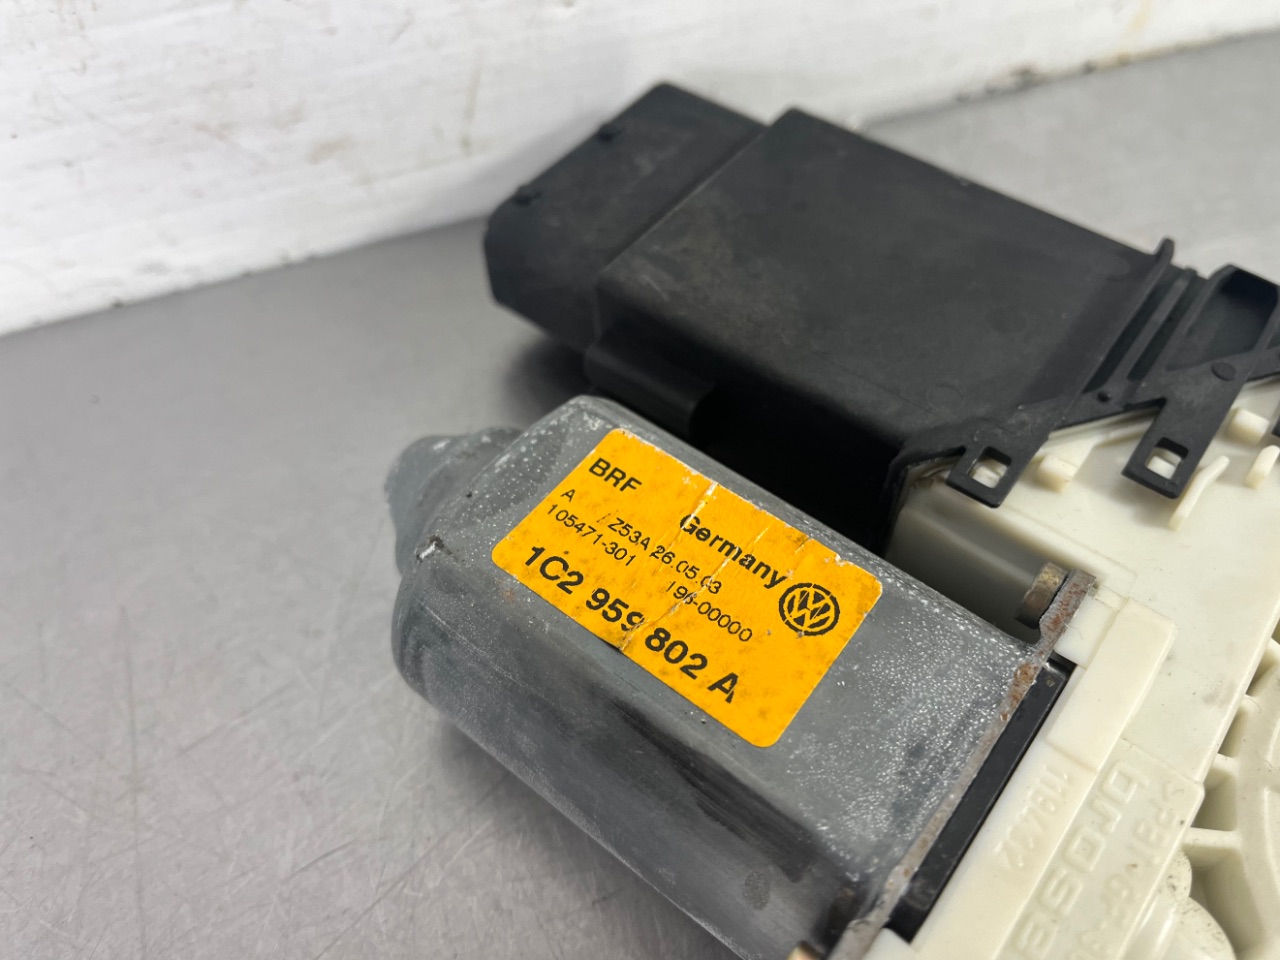 BRF Germany
A /Z53A 26.05.03
105471-301 196-00000
1C2 959 802 A